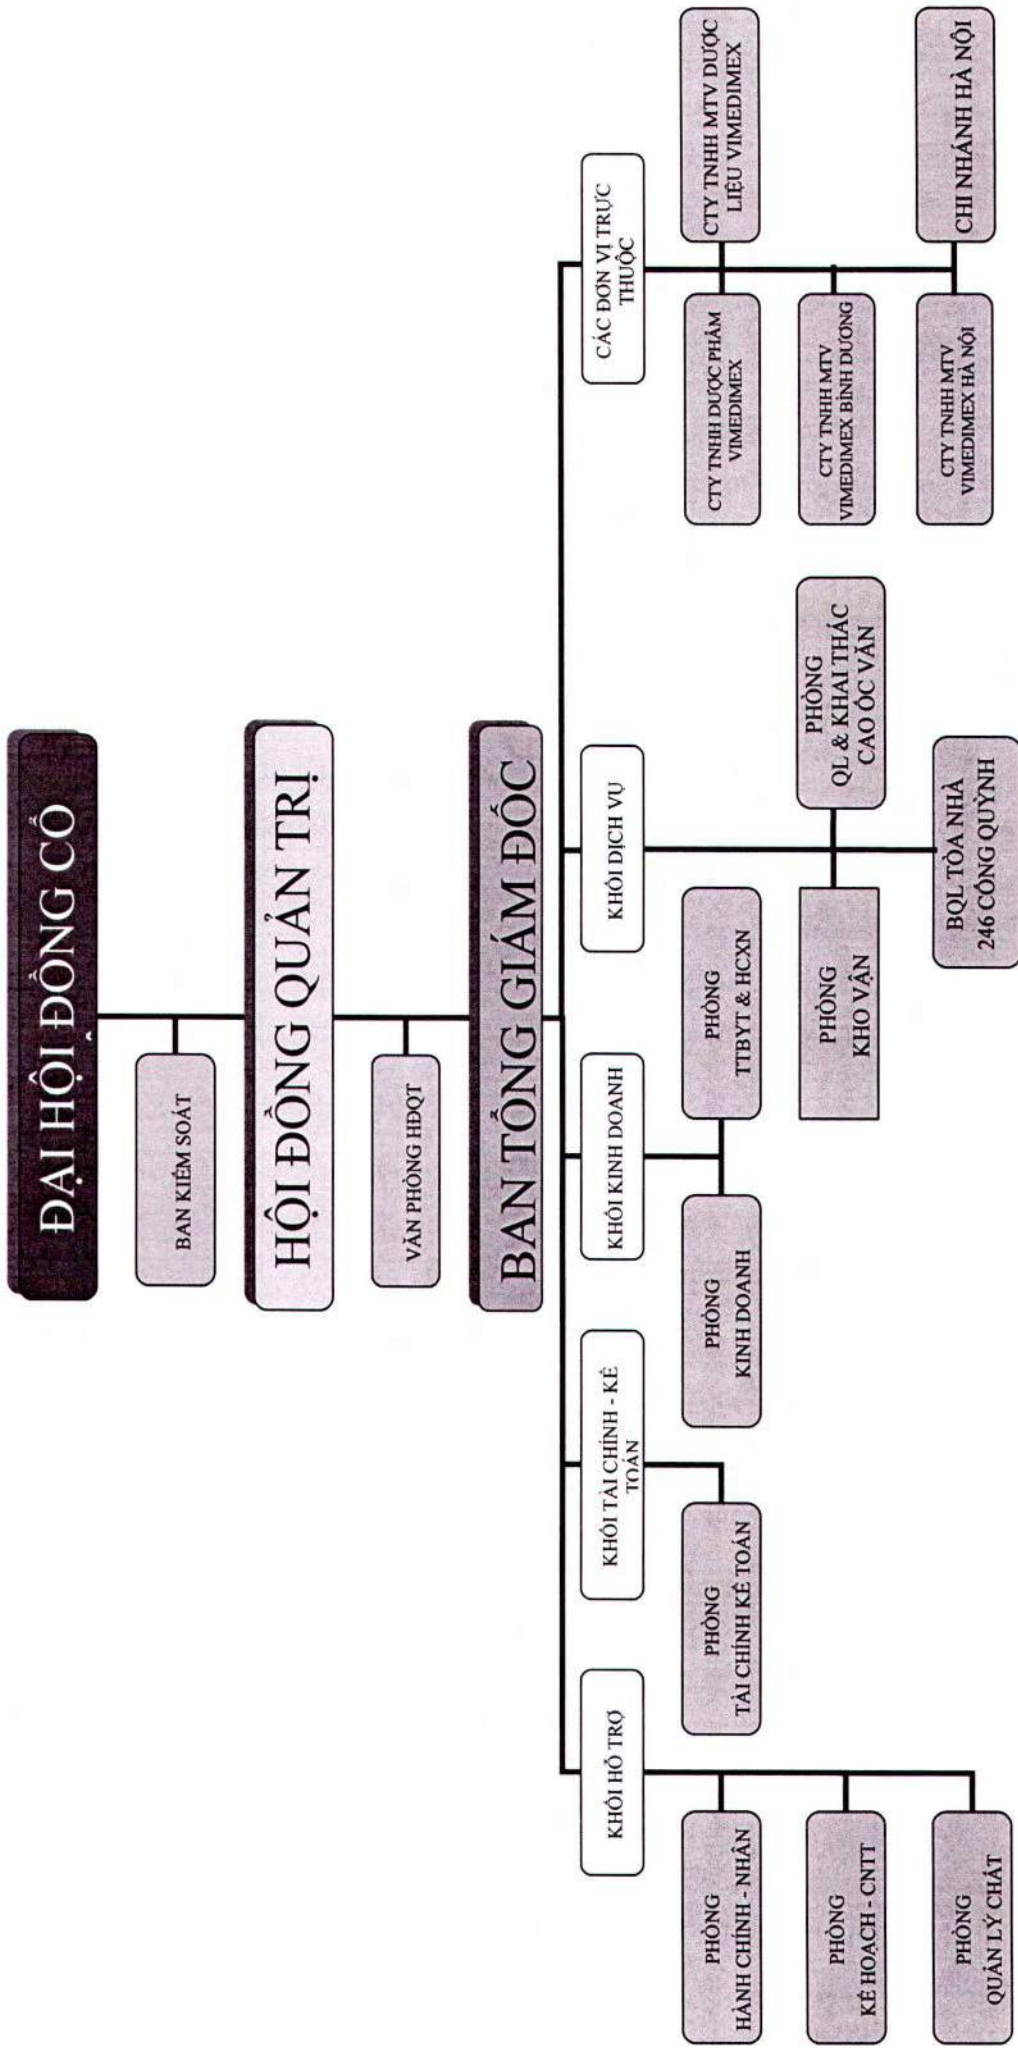 ĐẠI HỘI ĐỒNG CỔ
BAN KIỂM SOÁT
HỘI ĐỒNG QUẢN TRỊ
VĂN PHÒNG HĐQT
BAN TỔNG GIÁM ĐỐC
KHỐI HỖ TRỢ
PHÒNG
HÀNH CHÍNH - NHÂN
PHÒNG
KẾ HOẠCH - CNTT
PHÒNG
QUẢN LÝ CHẤT
KHỐI TÀI CHÍNH - KẾ
TOÁN
PHÒNG
TÀI CHÍNH KẾ TOÁN
KHỐI KINH DOANH
PHÒNG
KINH DOANH
PHÒNG
TTBYT & HCXN
KHỐI DỊCH VỤ
PHÒNG
KHO VẬN
PHÒNG
QL & KHAI THÁC
CAO ỐC VĂN
BQL TÒA NHÀ
246 CỐNG QUỲNH
CÁC ĐƠN VỊ TRỰC
THUỘC
CTY TNHH DƯỢC PHẨM
VIMEDIMEX
CTY TNHH MTV DƯỢC
LIỆU VIMEDIMEX
CTY TNHH MTV
VIMEDIMEX BÌNH DƯƠNG
CTY TNHH MTV
VIMEDIMEX HÀ NỘI
CHI NHÁNH HÀ NỘI